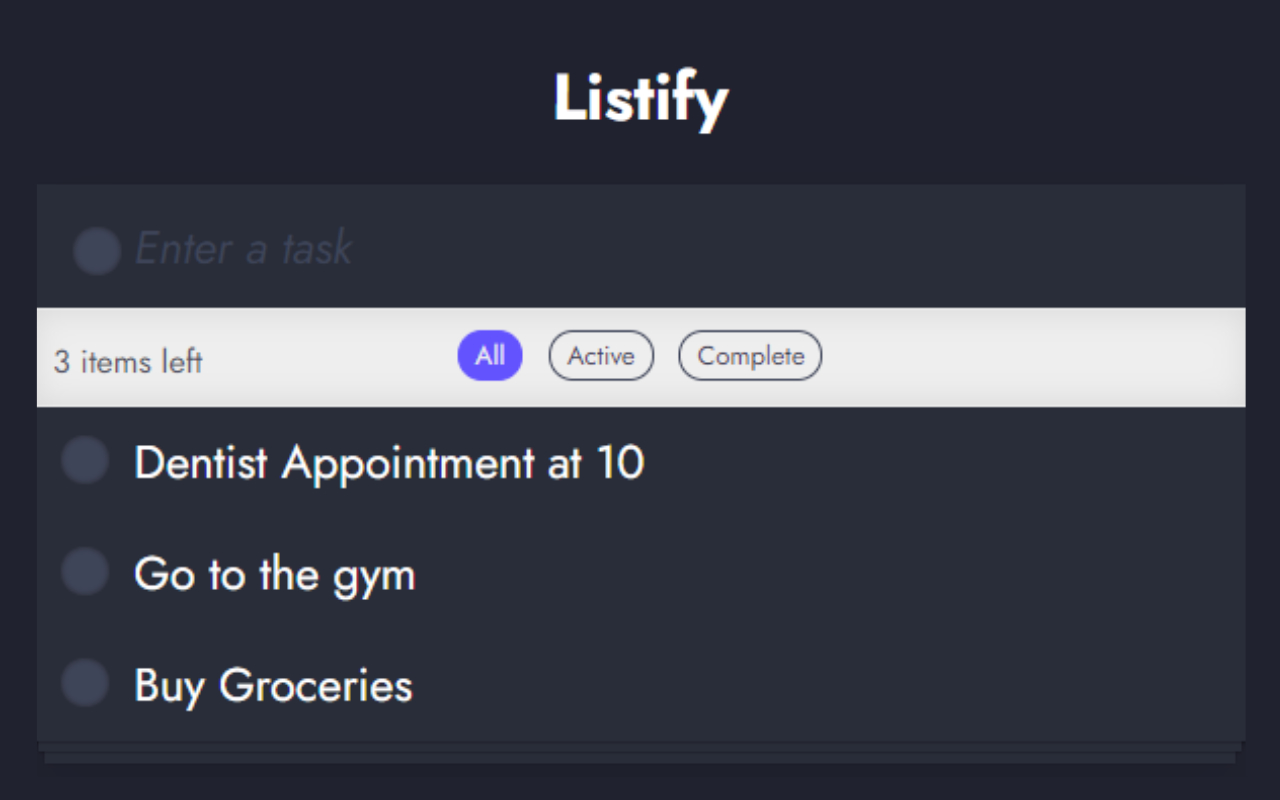 Listify
Enter a task
3 items left All Active Complete
Dentist Appointment at 10
Go to the gym
Buy Groceries